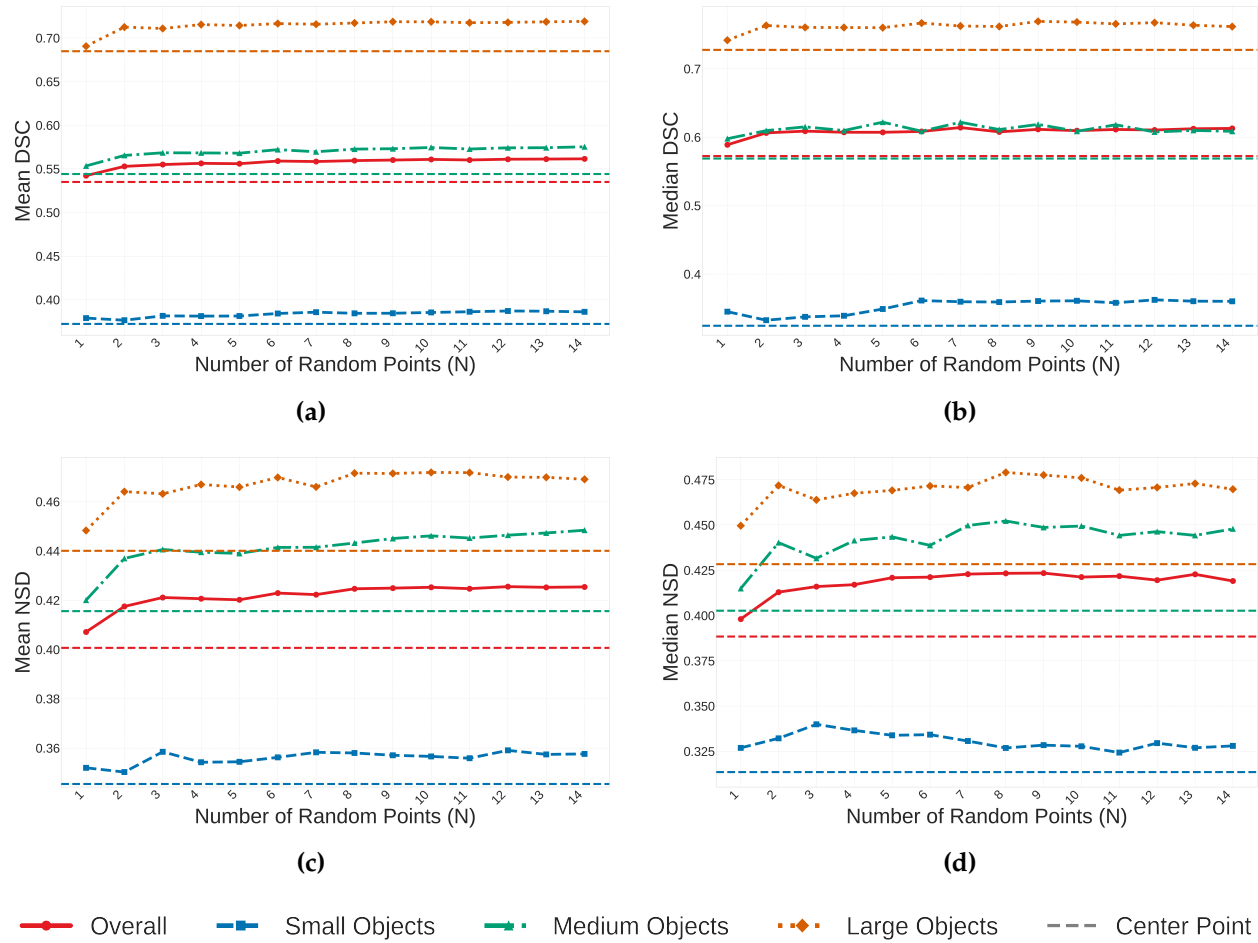 0.70
0.65
0.60
0.55
0.50
0.45
0.40
Mean DSC
1 2 3 4 5 6 7 8 9 10 11 12 13 14
Number of Random Points (N)
(a)
0.7
0.6
0.5
0.4
Median DSC
1 2 3 4 5 6 7 8 9 10 11 12 13 14
Number of Random Points (N)
(b)
0.46
0.44
0.42
0.40
0.38
0.36
Mean NSD
1 2 3 4 5 6 7 8 9 10 11 12 13 14
Number of Random Points (N)
(c)
0.475
0.450
0.425
0.400
0.375
0.350
0.325
Median NSD
1 2 3 4 5 6 7 8 9 10 11 12 13 14
Number of Random Points (N)
(d)
Overall Small Objects Medium Objects Large Objects Center Point